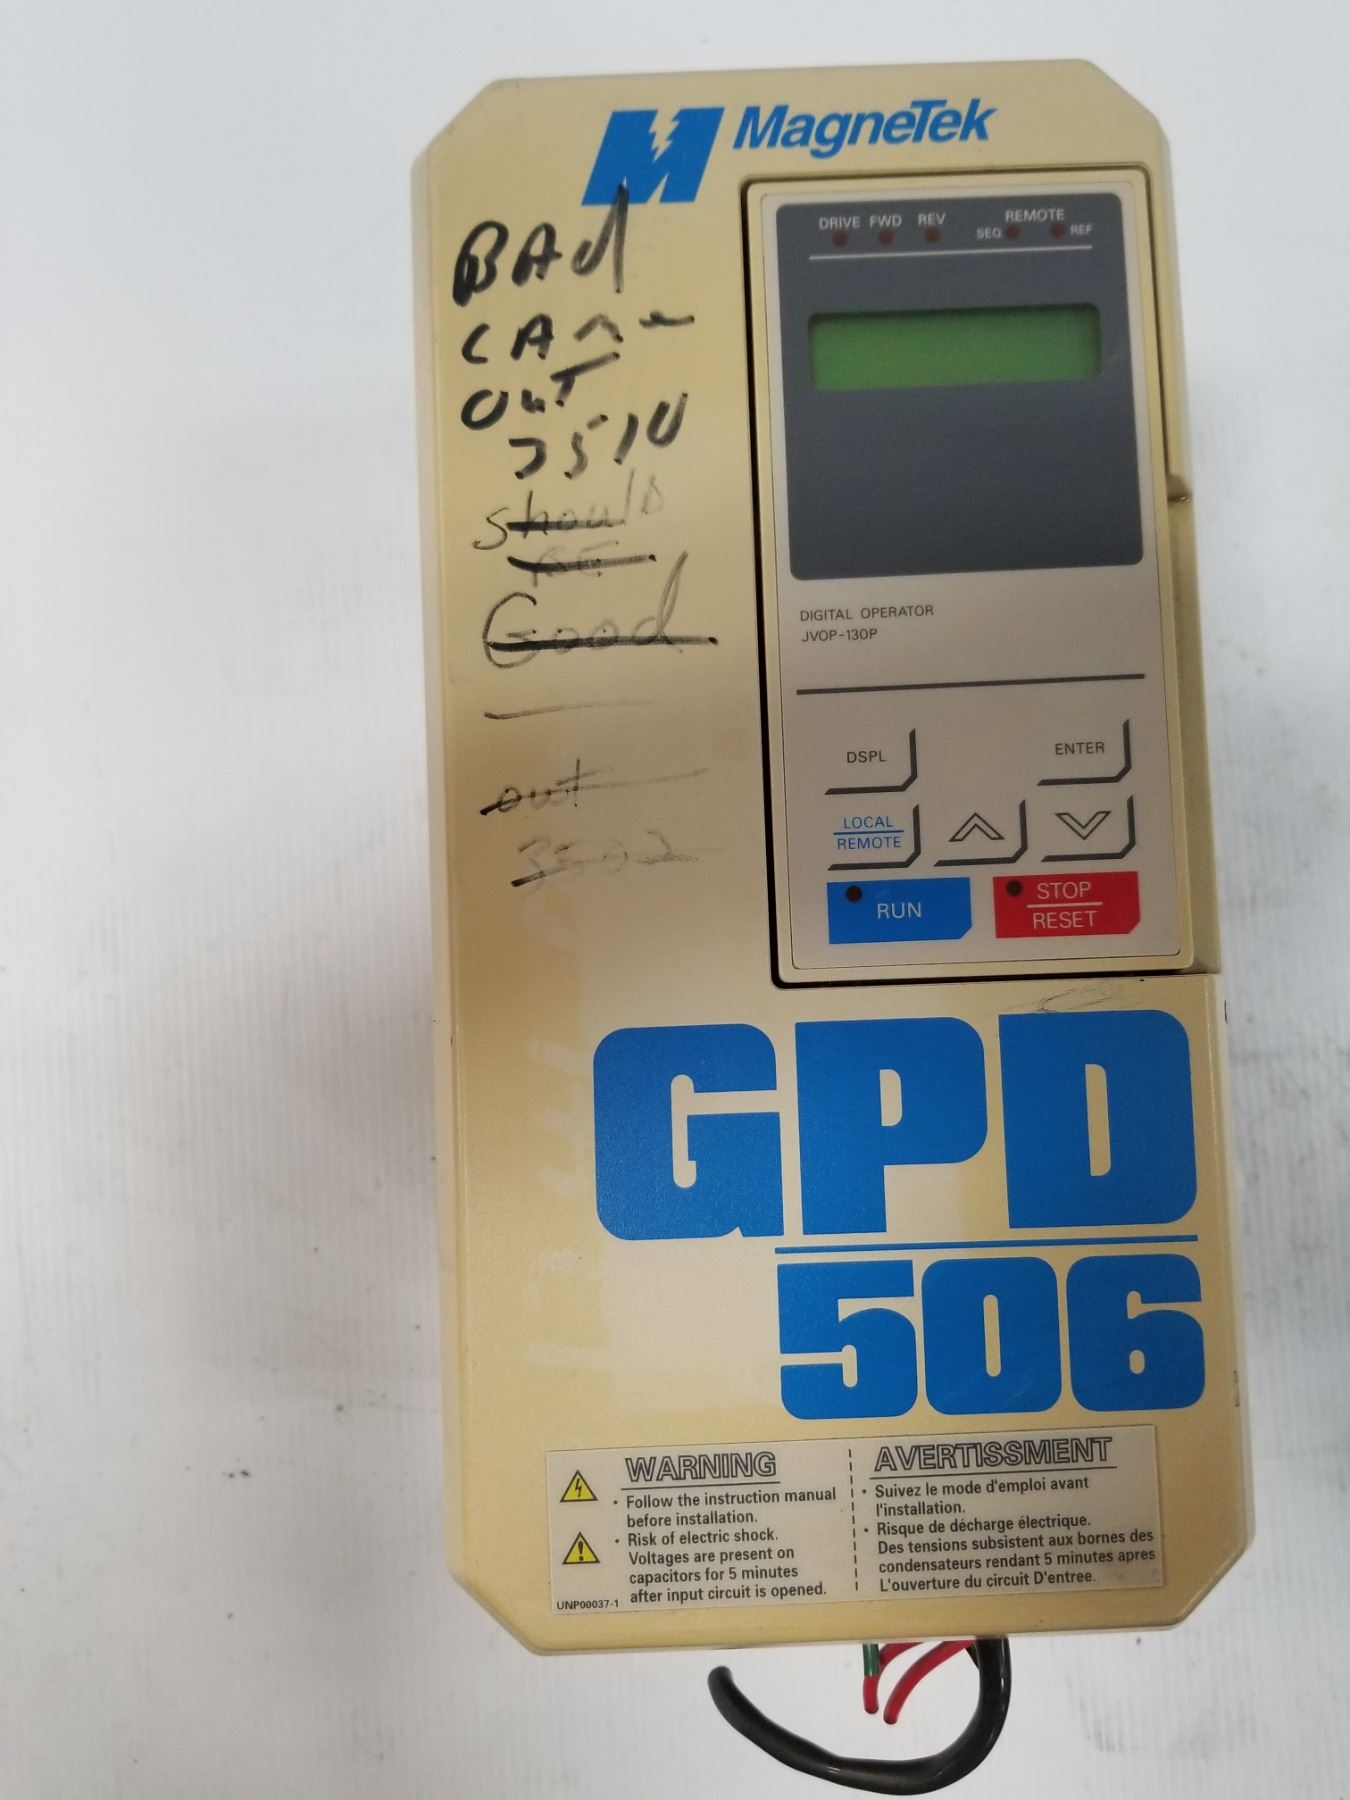 MagneTek
BAd
CAme
OuT
3510
should
BE
Good
out
3502
DRIVE FWD REV REMOTE
SEQ REF
DIGITAL OPERATOR
JVOP-130P
DSPL ENTER
LOCAL
REMOTE
RUN
STOP
RESET
GPD
506
WARNING
• Follow the instruction manual
before installation.
• Risk of electric shock.
Voltages are present on
capacitors for 5 minutes
after input circuit is opened.
UNP00037-1
AVERTISSMENT
• Suivez le mode d'emploi avant
l'installation.
• Risque de décharge électrique.
Des tensions subsistent aux bornes des
condensateurs rendant 5 minutes apres
L'ouverture du circuit D'entree.